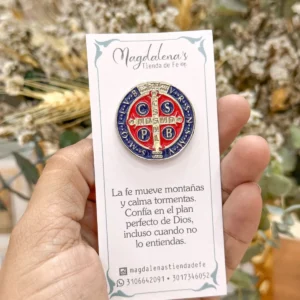 Magdalena's
Tienda de Fe
C S
P B
La fe mueve montañas
y calma tormentas.
Confía en el plan
perfecto de Dios,
incluso cuando no
lo entiendas.
magdalenastiendadefe
3106642091 - 3017346052